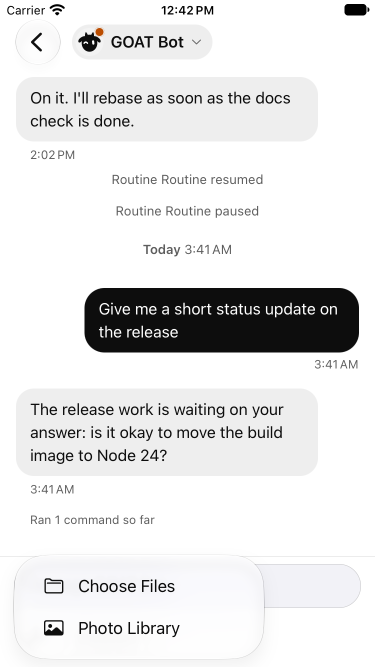 Carrier
12:42 PM
GOAT Bot
On it. I'll rebase as soon as the docs
check is done.
2:02 PM
Routine Routine resumed
Routine Routine paused
Today 3:41 AM
Give me a short status update on
the release
3:41 AM
The release work is waiting on your
answer: is it okay to move the build
image to Node 24?
3:41 AM
Ran 1 command so far
Choose Files
Photo Library